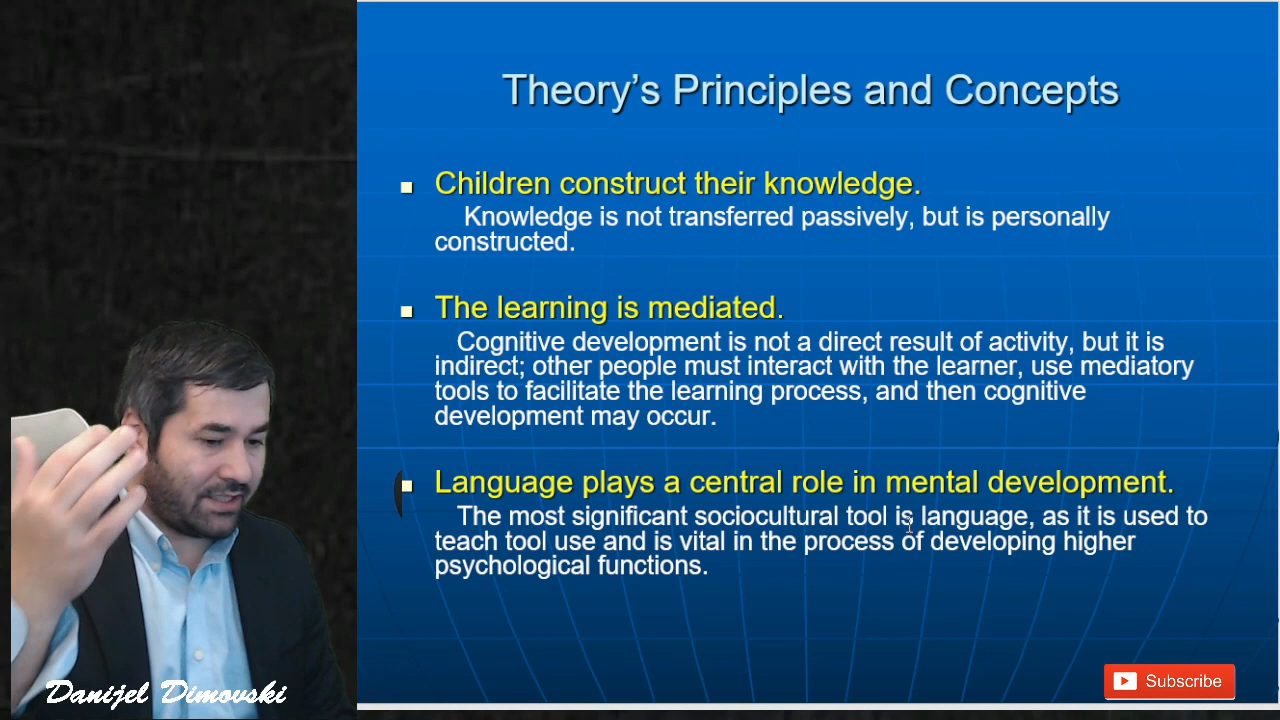 Theory’s Principles and Concepts
Children construct their knowledge.
Knowledge is not transferred passively, but is personally
constructed.
The learning is mediated.
Cognitive development is not a direct result of activity, but it is
indirect; other people must interact with the learner, use mediatory
tools to facilitate the learning process, and then cognitive
development may occur.
Language plays a central role in mental development.
The most significant sociocultural tool is language, as it is used to
teach tool use and is vital in the process of developing higher
psychological functions.
Danijel Dimovski
Subscribe